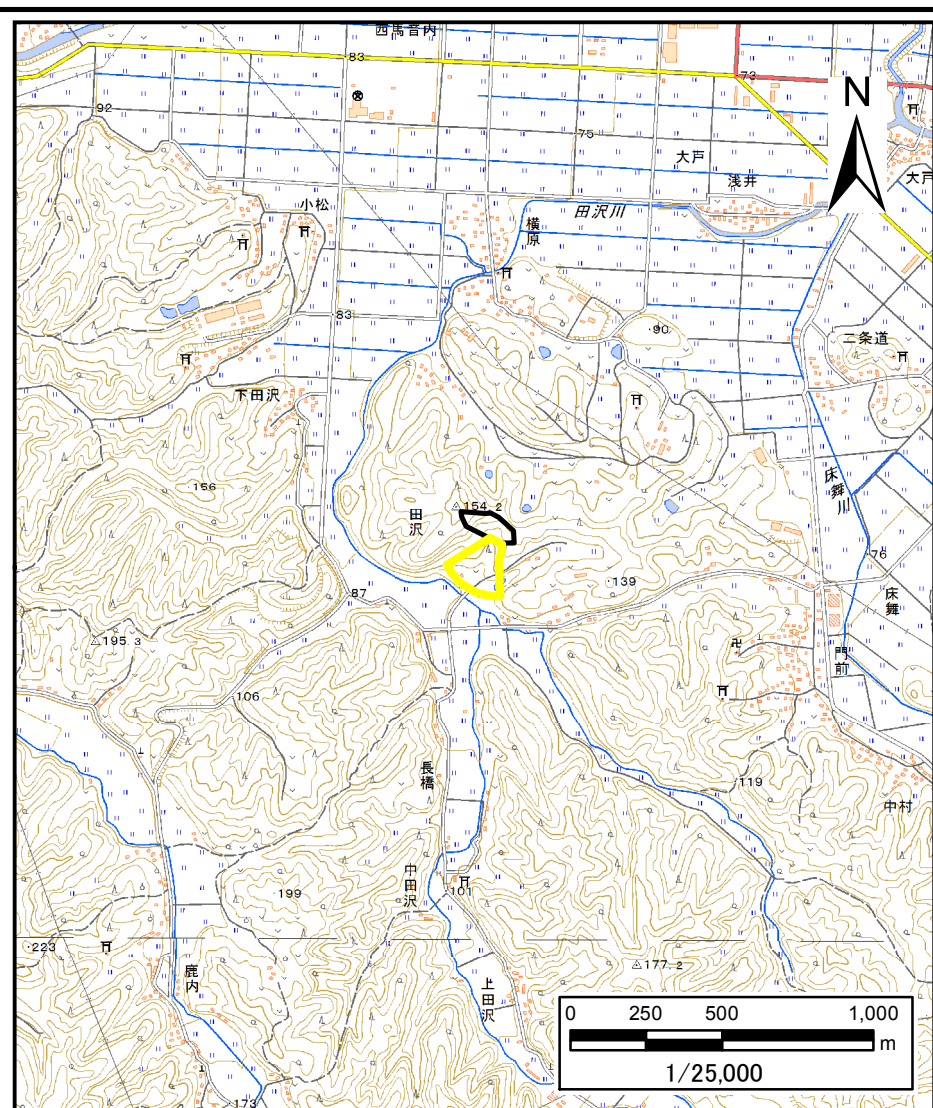 西馬音内
83
73
92
N
75
大戸
浅井
大戸
小松
田沢川
横原
83
90
二条道
下田沢
156
154.2
田沢
床舞川
76
87
139
床舞
195.3
門前
106
長橋
119
中村
中田沢
101
199
223
177.2
鹿内
上田沢
0 250 500 1,000
m
1/25,000
173